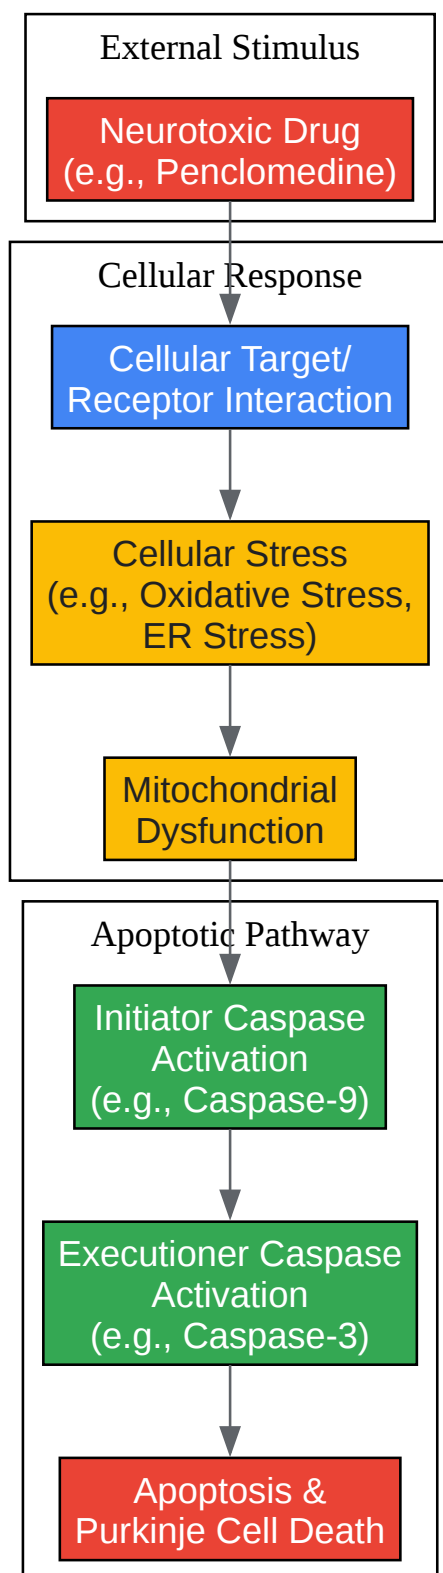 External Stimulus
Neurotoxic Drug
(e.g., Penclomedine)
Cellular Response
Cellular Target/
Receptor Interaction
Cellular Stress
(e.g., Oxidative Stress,
ER Stress)
Mitochondrial
Dysfunction
Apoptotic Pathway
Initiator Caspase
Activation
(e.g., Caspase-9)
Executioner Caspase
Activation
(e.g., Caspase-3)
Apoptosis &
Purkinje Cell Death